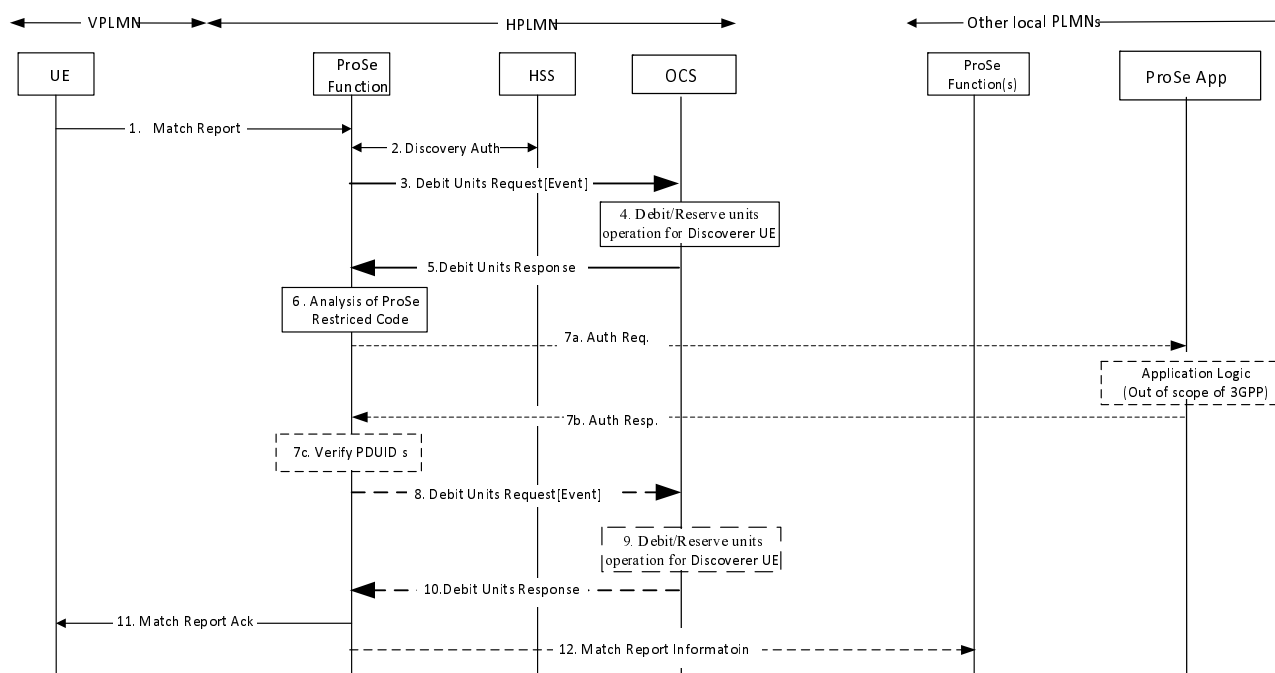 VPLMN
HPLMN
Other local PLMNs
UE
ProSe
Function
HSS
OCS
ProSe
Function(s)
ProSe App
1. Match Report
2. Discovery Auth
3. Debit Units Request[Event]
4. Debit/Reserve units
operation for Discoverer UE
5.Debit Units Response
6 . Analysis of ProSe
Restriced Code
7a. Auth Req.
Application Logic
(Out of scope of 3GPP)
7b. Auth Resp.
7c. Verify PDUID s
8. Debit Units Request[Event]
9. Debit/Reserve units
operation for Discoverer UE
10.Debit Units Response
11. Match Report Ack
12. Match Report Informatoin